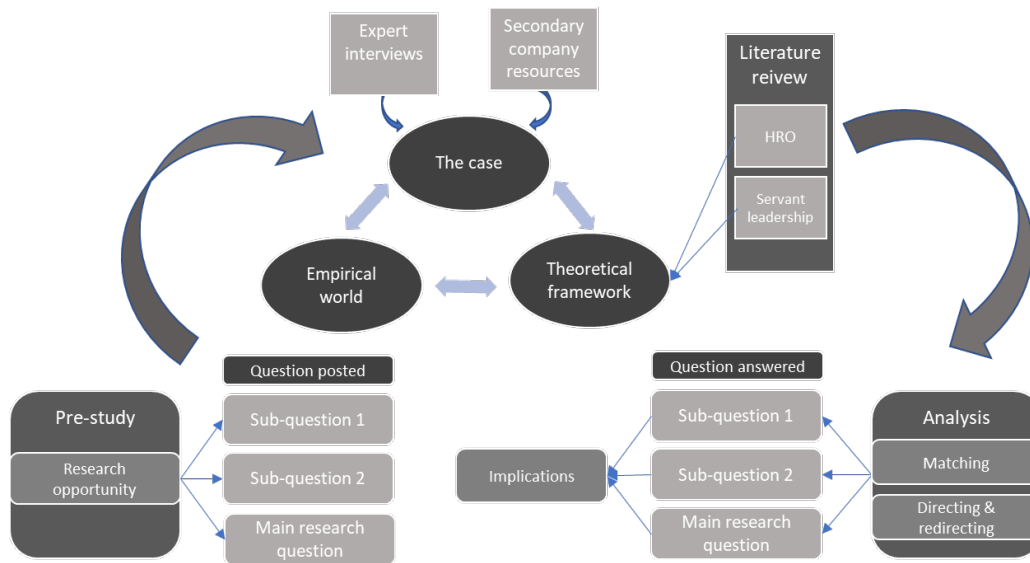 Expert
interviews
Secondary
company
resources
Literature
reivew
HRO
Servant
leadership
The case
Empirical
world
Theoretical
framework
Question posted
Question answered
Pre-study
Research
opportunity
Sub-question 1
Sub-question 2
Main research
question
Implications
Sub-question 1
Sub-question 2
Main research
question
Analysis
Matching
Directing &
redirecting